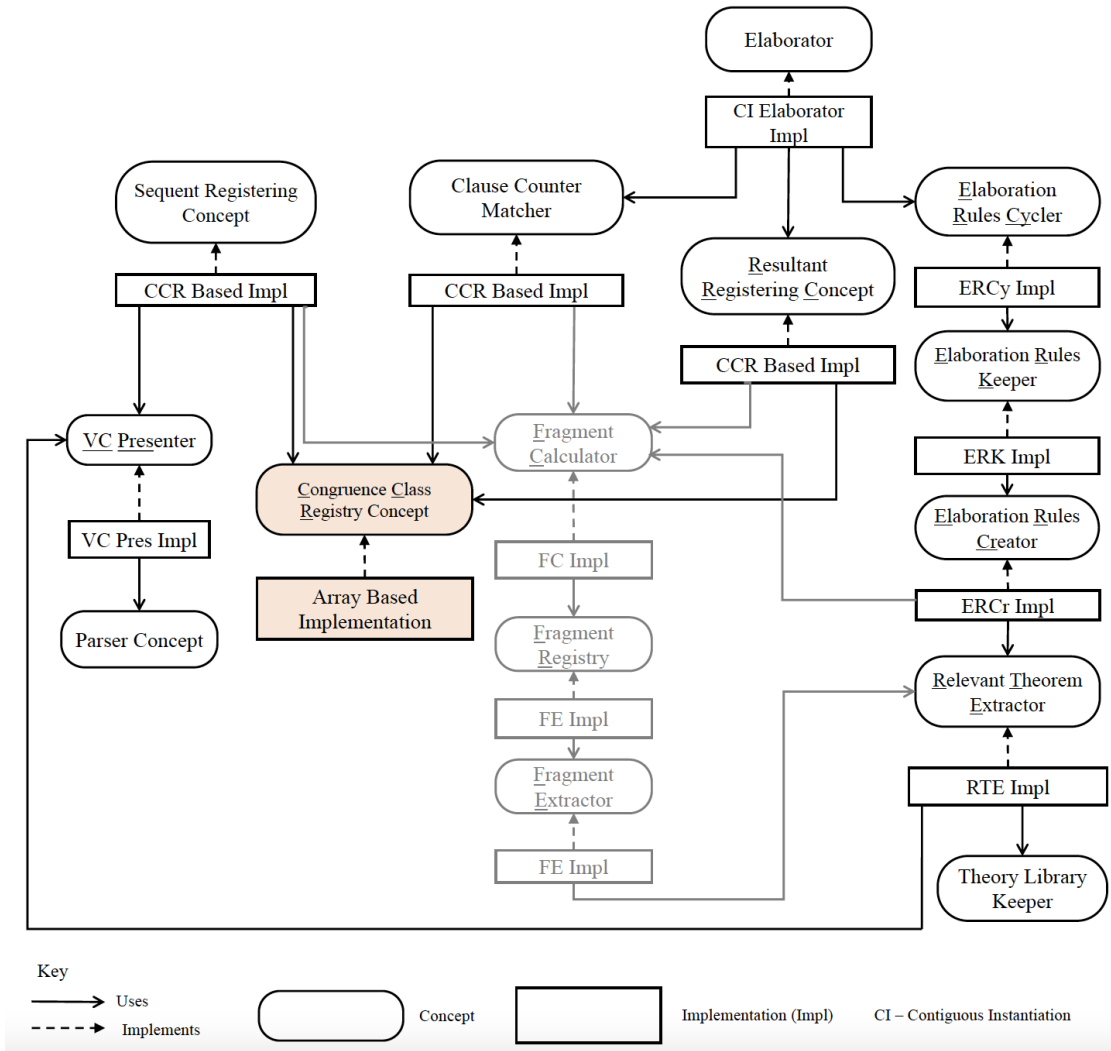 Elaborator
CI Elaborator
Impl
Sequent Registering
Concept
Clause Counter
Matcher
Elaboration
Rules Cycler
Resultant
Registering Concept
CCR Based Impl
CCR Based Impl
ERCy Impl
CCR Based Impl
Elaboration Rules
Keeper
VC Presenter
Fragment
Calculator
ERK Impl
Congruence Class
Registry Concept
Elaboration Rules
Creator
VC Pres Impl
FC Impl
Array Based
Implementation
ERCr Impl
Parser Concept
Fragment
Registry
Relevant Theorem
Extractor
FE Impl
Fragment
Extractor
RTE Impl
FE Impl
Theory Library
Keeper
Key
Uses
Implements
Concept
Implementation (Impl)
CI – Contiguous Instantiation